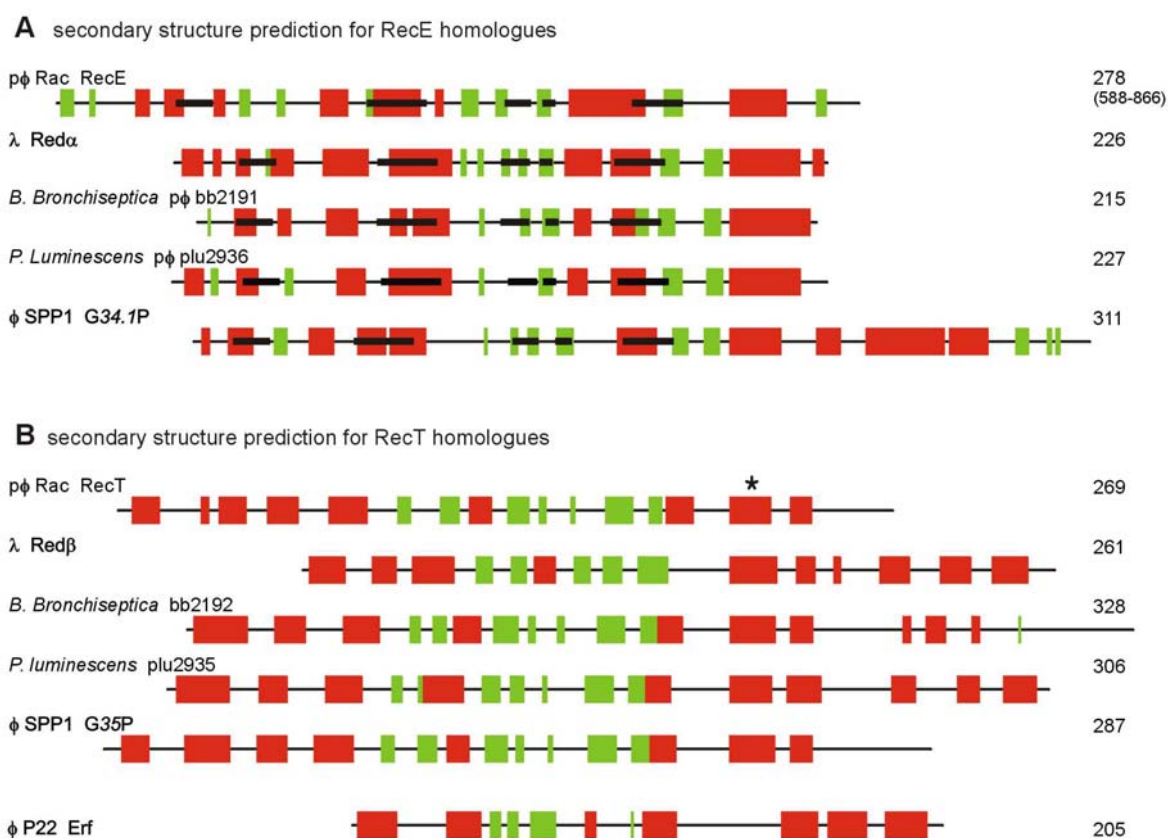 A secondary structure prediction for RecE homologues
pϕ Rac RecE 278
(588-866)
λ Redα 226
B. Bronchiseptica pϕ bb2191 215
P. Luminescens pϕ plu2936 227
ϕ SPP1 G34.1P 311
B secondary structure prediction for RecT homologues
pϕ Rac RecT * 269
λ Redβ 261
B. Bronchiseptica bb2192 328
P. luminescens plu2935 306
ϕ SPP1 G35P 287
ϕ P22 Erf 205